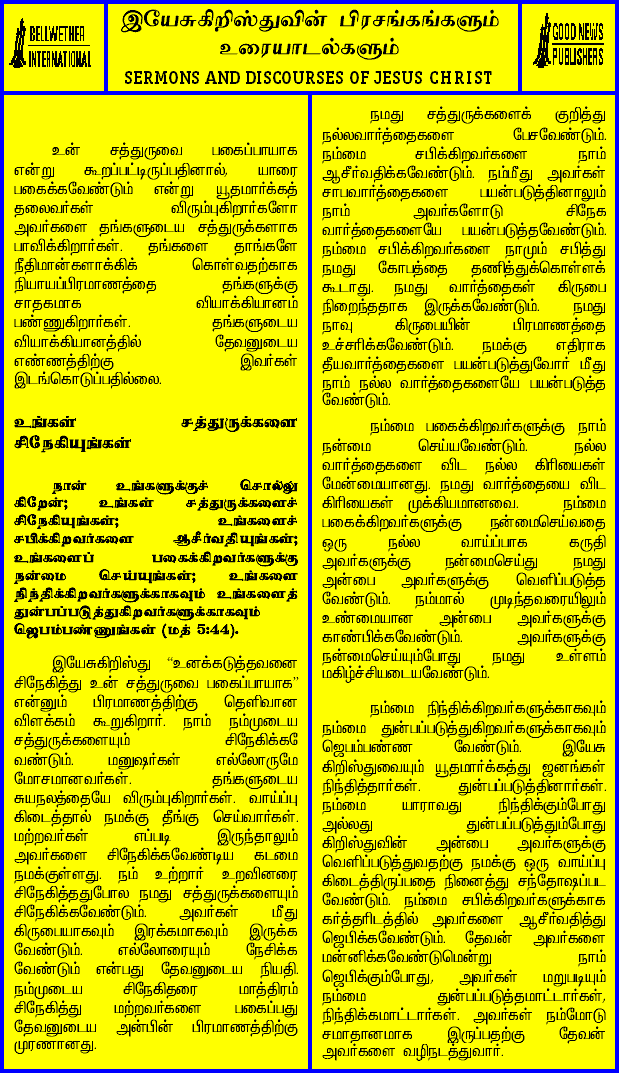 BELLWETHER
INTERNATIONAL
இயேசுகிறிஸ்துவின் பிரசங்கங்களும்
உரையாடல்களும்
SERMONS AND DISCOURSES OF JESUS CHRIST
GOOD NEWS
PUBLISHERS
உன் சத்துருவை பகைப்பாயாக
என்று கூறப்பட்டிருப்பதினால், யாரை
பகைக்கவேண்டும் என்று யூதமார்க்கத்
தலைவர்கள் விரும்புகிறார்களோ
அவர்களை தங்களுடைய சத்துருக்களாக
பாவிக்கிறார்கள். தங்களை தாங்களே
நீதிமான்களாக்கிக் கொள்வதற்காக
நியாயப்பிரமாணத்தை தங்களுக்கு
சாதகமாக வியாக்கியானம்
பண்ணுகிறார்கள். தங்களுடைய
வியாக்கியானத்தில் தேவனுடைய
எண்ணத்திற்கு இவர்கள்
இடங்கொடுப்பதில்லை.
உங்கள் சத்துருக்களை
சிநேகியுங்கள்
நான் உங்களுக்குச் சொல்லு
கிறேன்; உங்கள் சத்துருக்களைச்
சிநேகியுங்கள்; உங்களைச்
சபிக்கிறவர்களை ஆசீர்வதியுங்கள்;
உங்களைப் பகைக்கிறவர்களுக்கு
நன்மை செய்யுங்கள்; உங்களை
நிந்திக்கிறவர்களுக்காகவும் உங்களைத்
துன்பப்படுத்துகிறவர்களுக்காகவும்
ஜெபம்பண்ணுங்கள் (மத் 5:44).
இயேசுகிறிஸ்து “உனக்கடுத்தவனை
சிநேகித்து உன் சத்துருவை பகைப்பாயாக”
என்னும் பிரமாணத்திற்கு தெளிவான
விளக்கம் கூறுகிறார். நாம் நம்முடைய
சத்துருக்களையும் சிநேகிக்கவே
வண்டும். மனுஷர்கள் எல்லோருமே
மோசமானவர்கள். தங்களுடைய
சுயநலத்தையே விரும்புகிறார்கள். வாய்ப்பு
கிடைத்தால் நமக்கு தீங்கு செய்வார்கள்.
மற்றவர்கள் எப்படி இருந்தாலும்
அவர்களை சிநேகிக்கவேண்டிய கடமை
நமக்குள்ளது. நம் உற்றார் உறவினரை
சிநேகித்ததுபோல நமது சத்துருக்களையும்
சிநேகிக்கவேண்டும். அவர்கள் மீது
கிருபையாகவும் இரக்கமாகவும் இருக்க
வேண்டும். எல்லோரையும் நேசிக்க
வேண்டும் என்பது தேவனுடைய நியதி.
நம்முடைய சிநேகிதரை மாத்திரம்
சிநேகித்து மற்றவர்களை பகைப்பது
தேவனுடைய அன்பின் பிரமாணத்திற்கு
முரணானது.
நமது சத்துருக்களைக் குறித்து
நல்லவார்த்தைகளை பேசவேண்டும்.
நம்மை சபிக்கிறவர்களை நாம்
ஆசீர்வதிக்கவேண்டும். நம்மீது அவர்கள்
சாபவார்த்தைகளை பயன்படுத்தினாலும்
நாம் அவர்களோடு சிநேக
வார்த்தைகளையே பயன்படுத்தவேண்டும்.
நம்மை சபிக்கிறவர்களை நாமும் சபித்து
நமது கோபத்தை தணித்துக்கொள்ளக்
கூடாது. நமது வார்த்தைகள் கிருபை
நிறைந்ததாக இருக்கவேண்டும். நமது
நாவு கிருபையின் பிரமாணத்தை
உச்சரிக்கவேண்டும். நமக்கு எதிராக
தீயவார்த்தைகளை பயன்படுத்துவோர் மீது
நாம் நல்ல வார்த்தைகளையே பயன்படுத்த
வேண்டும்.
நம்மை பகைக்கிறவர்களுக்கு நாம்
நன்மை செய்யவேண்டும். நல்ல
வார்த்தைகளை விட நல்ல கிரியைகள்
மேன்மையானது. நமது வார்த்தையை விட
கிரியைகள் முக்கியமானவை. நம்மை
பகைக்கிறவர்களுக்கு நன்மைசெய்வதை
ஒரு நல்ல வாய்ப்பாக கருதி
அவர்களுக்கு நன்மைசெய்து நமது
அன்பை அவர்களுக்கு வெளிப்படுத்த
வேண்டும். நம்மால் முடிந்தவரையிலும்
உண்மையான அன்பை அவர்களுக்கு
காண்பிக்கவேண்டும். அவர்களுக்கு
நன்மைசெய்யும்போது நமது உள்ளம்
மகிழ்ச்சியடையவேண்டும்.
நம்மை நிந்திக்கிறவர்களுக்காகவும்
நம்மை துன்பப்படுத்துகிறவர்களுக்காகவும்
ஜெபம்பண்ண வேண்டும். இயேசு
கிறிஸ்துவையும் யூதமார்க்கத்து ஜனங்கள்
நிந்தித்தார்கள். துன்பப்படுத்தினார்கள்.
நம்மை யாராவது நிந்திக்கும்போது
அல்லது துன்பப்படுத்தும்போது
கிறிஸ்துவின் அன்பை அவர்களுக்கு
வெளிப்படுத்துவதற்கு நமக்கு ஒரு வாய்ப்பு
கிடைத்திருப்பதை நினைத்து சந்தோஷப்பட
வேண்டும். நம்மை சபிக்கிறவர்களுக்காக
கர்த்தரிடத்தில் அவர்களை ஆசீர்வதித்து
ஜெபிக்கவேண்டும். தேவன் அவர்களை
மன்னிக்கவேண்டுமென்று நாம்
ஜெபிக்கும்போது, அவர்கள் மறுபடியும்
நம்மை துன்பப்படுத்தமாட்டார்கள்,
நிந்திக்கமாட்டார்கள். அவர்கள் நம்மோடு
சமாதானமாக இருப்பதற்கு தேவன்
அவர்களை வழிநடத்துவார்.